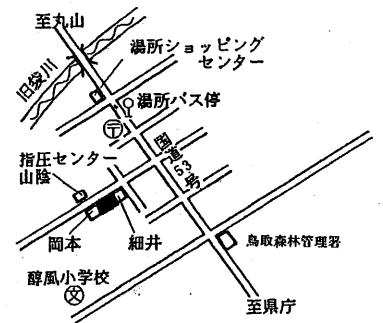 至丸山
旧袋川
湯所ショッピング
センター
湯所バス停
〒
国道53号
指圧センター
山陰
岡本
細井
鳥取森林管理署
醇風小学校
文
至県庁